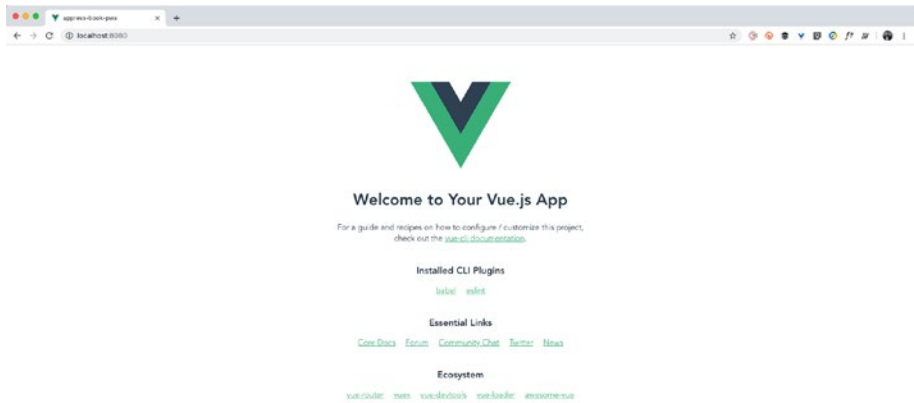 appress-book-pwa
localhost:8080
Welcome to Your Vue.js App
For a guide and recipes on how to configure / customize this project,
check out the vue-cli documentation.
Installed CLI Plugins
babel eslint
Essential Links
Core Docs Forum Community Chat Twitter News
Ecosystem
vue-router vuex vue-devtools vue-loader awesome-vue